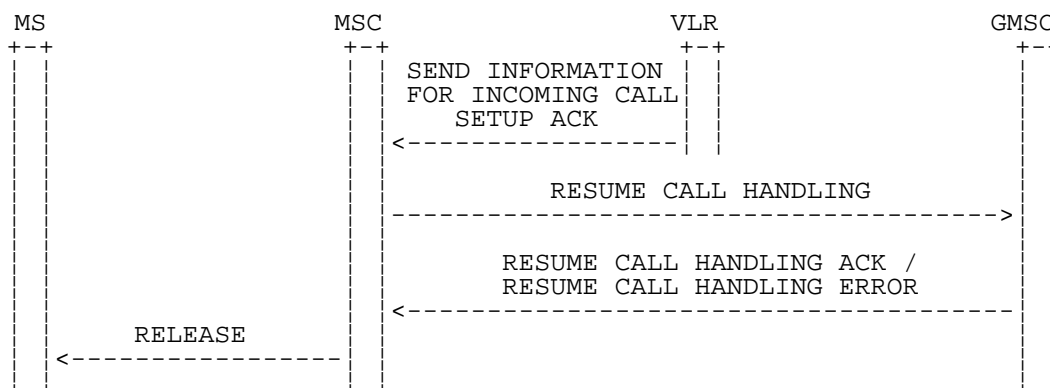 MS MSC VLR GMSC
SEND INFORMATION
FOR INCOMING CALL
SETUP ACK
RESUME CALL HANDLING
RESUME CALL HANDLING ACK /
RESUME CALL HANDLING ERROR
RELEASE